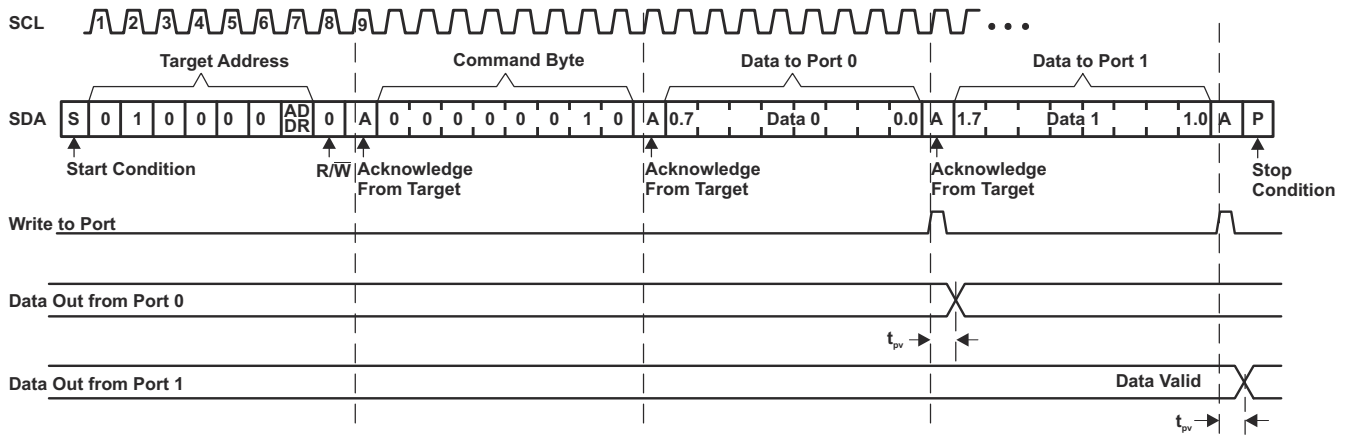 SCL 1 2 3 4 5 6 7 8 9 • • •
Target Address Command Byte Data to Port 0 Data to Port 1
SDA S 0 1 0 0 0 0 AD DR 0 A 0 0 0 0 0 0 1 0 A 0.7 Data 0 0.0 A 1.7 Data 1 1.0 A P
Start Condition R/W̅ Acknowledge From Target Acknowledge From Target Acknowledge From Target Stop Condition
Write to Port
Data Out from Port 0
tpv
Data Out from Port 1 Data Valid
tpv